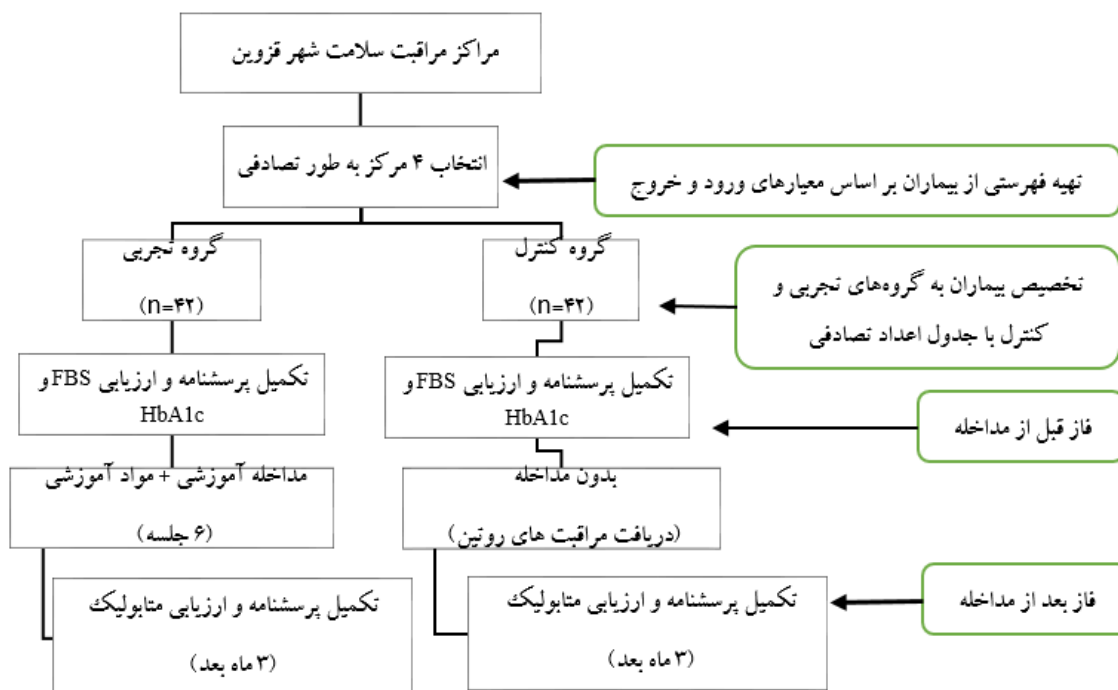 مراکز مراقبت سلامت شهر قزوین
انتخاب ۴ مرکز به طور تصادفی
تهیه فهرستی از بیماران بر اساس معیارهای ورود و خروج
گروه کنترل
(n=۴۲)
گروه تجربی
(n=۴۲)
تخصیص بیماران به گروه‌های تجربی و
کنترل با جدول اعداد تصادفی
تکمیل پرسشنامه و ارزیابی FBS و
HbA1c
تکمیل پرسشنامه و ارزیابی FBS و
HbA1c
فاز قبل از مداخله
بدون مداخله
(دریافت مراقبت های روتین)
مداخله آموزشی + مواد آموزشی
(۶ جلسه)
تکمیل پرسشنامه و ارزیابی متابولیک
(۳ ماه بعد)
تکمیل پرسشنامه و ارزیابی متابولیک
(۳ ماه بعد)
فاز بعد از مداخله